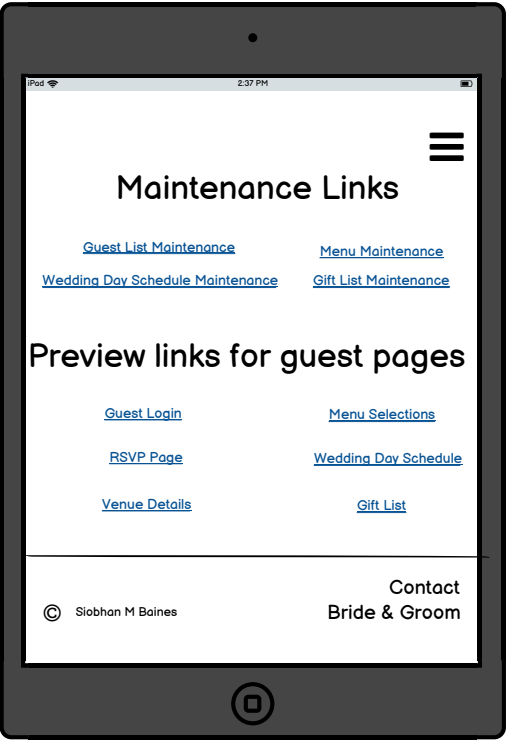 iPod 2:37 PM
Maintenance Links
Guest List Maintenance Menu Maintenance
Wedding Day Schedule Maintenance Gift List Maintenance
Preview links for guest pages
Guest Login Menu Selections
RSVP Page Wedding Day Schedule
Venue Details Gift List
Contact
© Siobhan M Baines Bride & Groom